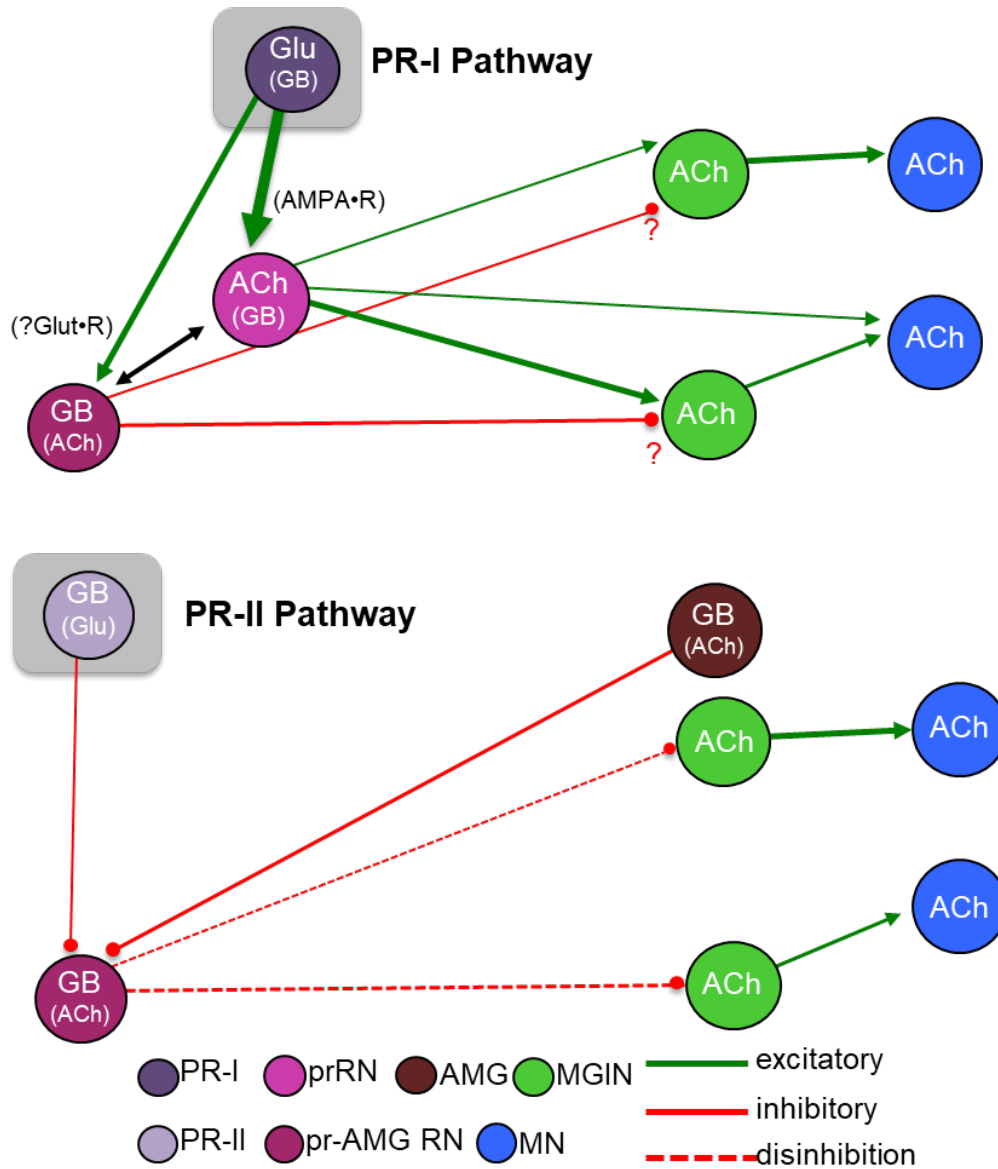 Glu
(GB)
PR-I Pathway
(AMPA•R)
ACh
ACh
ACh
(GB)
(?Glut•R)
?
ACh
GB
(ACh)
ACh
?
GB
(Glu)
PR-II Pathway
GB
(ACh)
ACh
ACh
ACh
GB
(ACh)
ACh
PR-I
prRN
AMG
MGIN
excitatory
inhibitory
PR-II
pr-AMG RN
MN
disinhibition